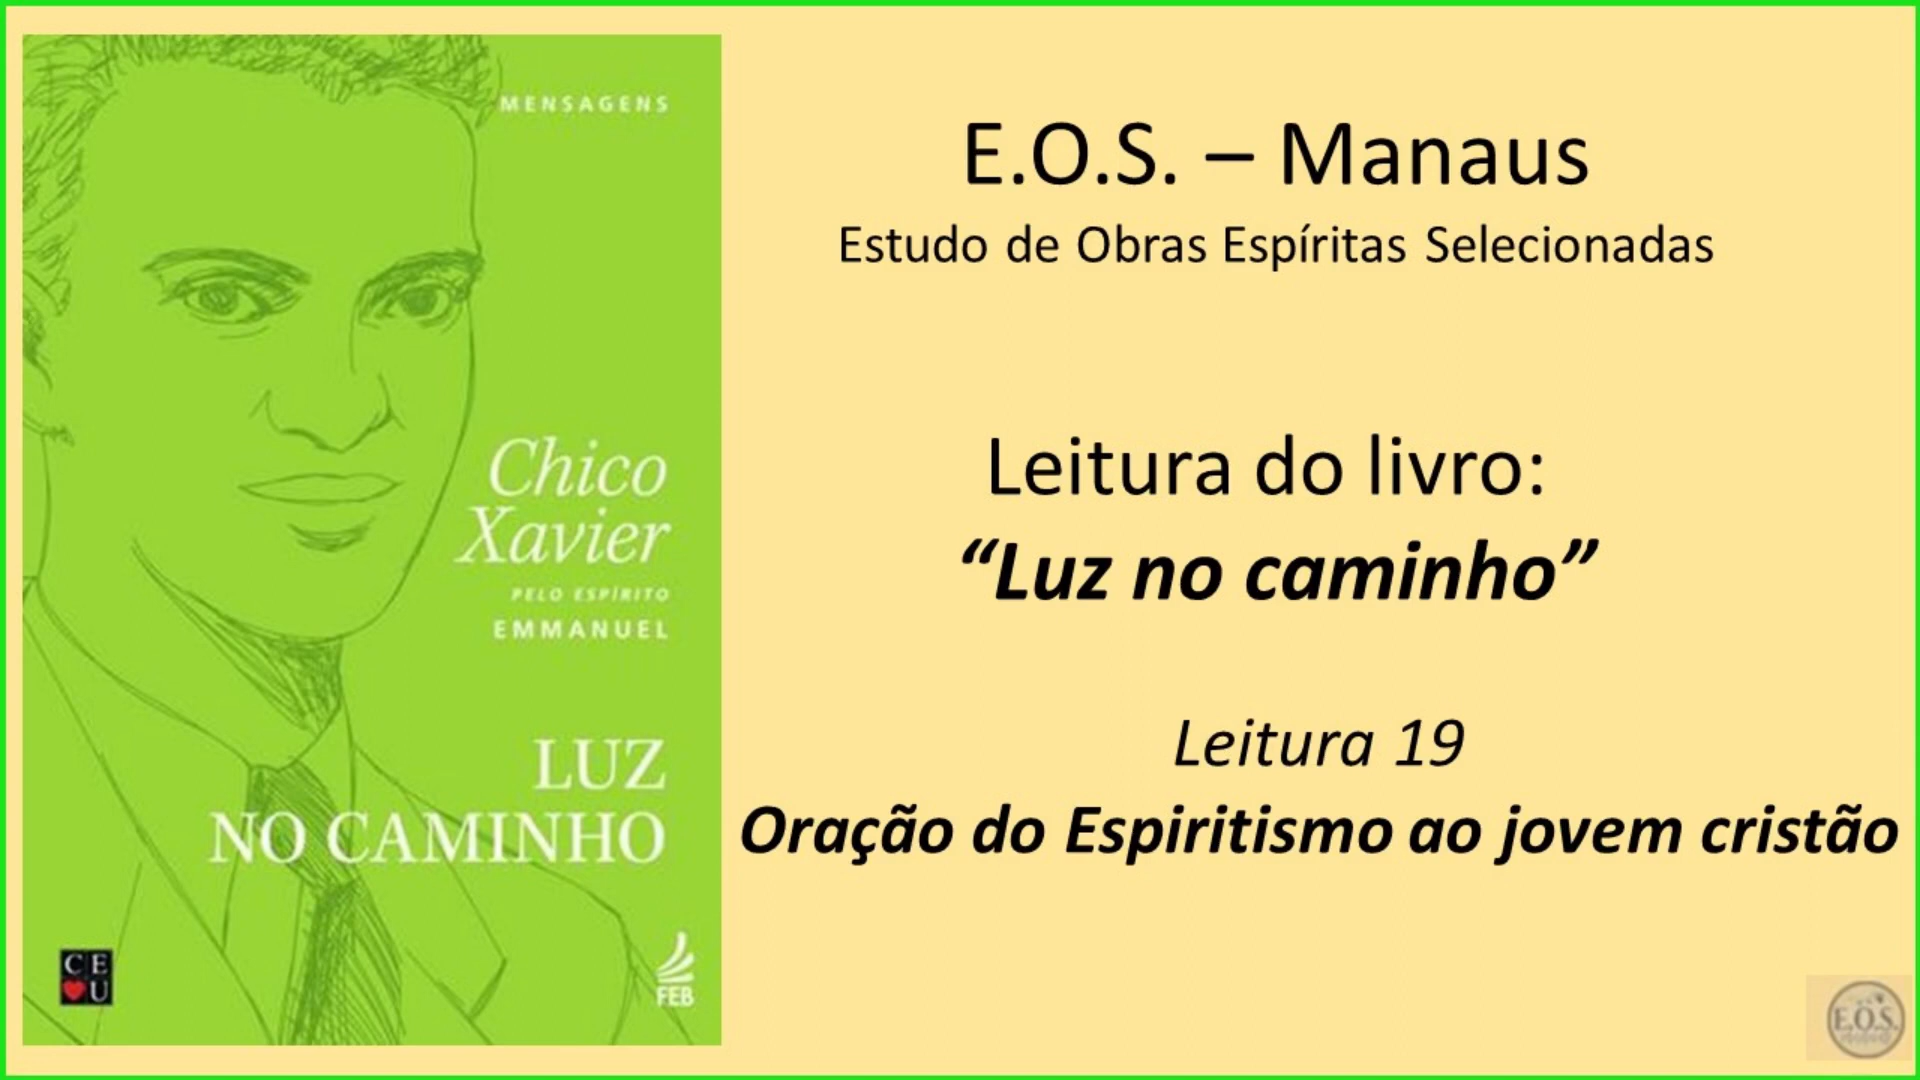 MENSAGENS
Chico
Xavier
PELO ESPÍRITO
EMMANUEL
LUZ
NO CAMINHO
CE
U
FEB
E.O.S. – Manaus
Estudo de Obras Espíritas Selecionadas
Leitura do livro:
“Luz no caminho”
Leitura 19
Oração do Espiritismo ao jovem cristão
E.O.S.